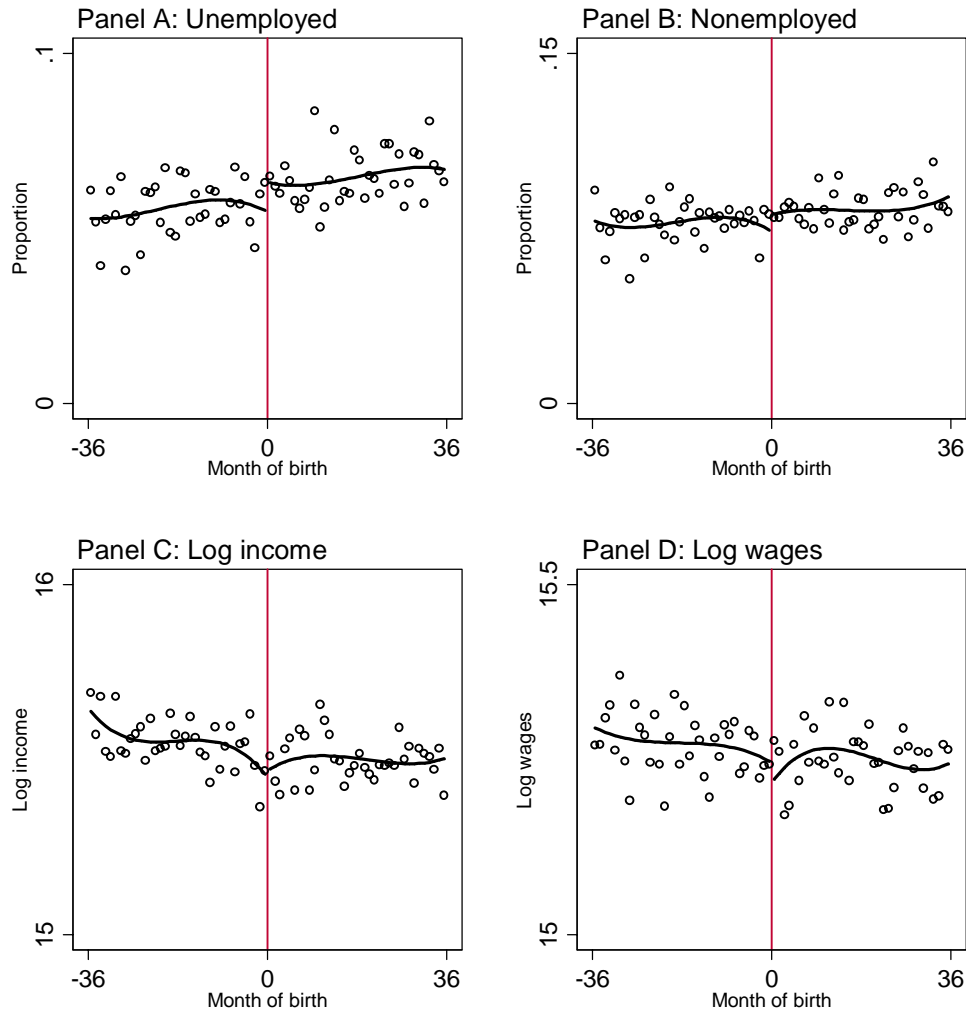 Panel A: Unemployed
.1
Proportion
0
-36
0
36
Month of birth
Panel B: Nonemployed
.15
Proportion
0
-36
0
36
Month of birth
Panel C: Log income
16
Log income
15
-36
0
36
Month of birth
Panel D: Log wages
15.5
Log wages
15
-36
0
36
Month of birth